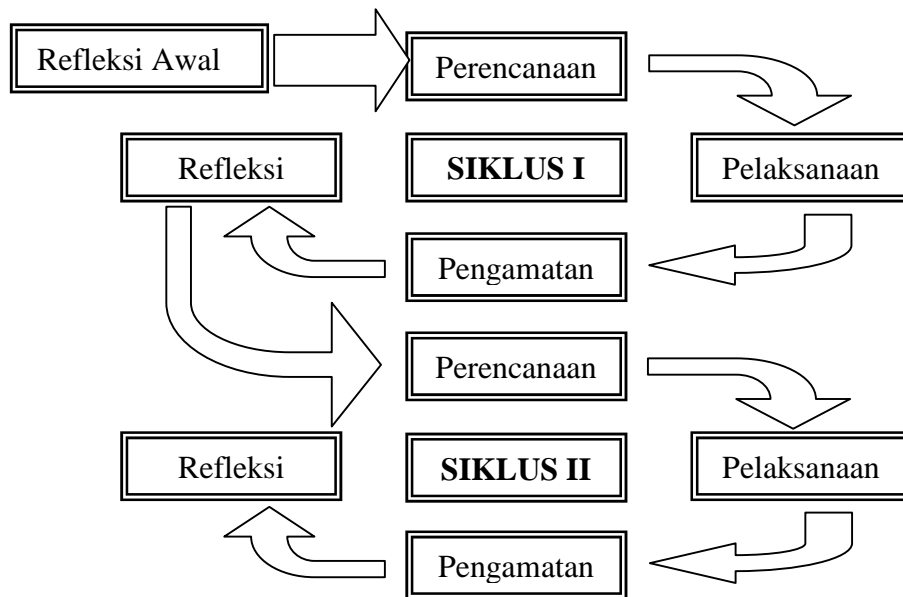 Refleksi Awal
Perencanaan
Refleksi
SIKLUS I
Pelaksanaan
Pengamatan
Perencanaan
Refleksi
SIKLUS II
Pelaksanaan
Pengamatan